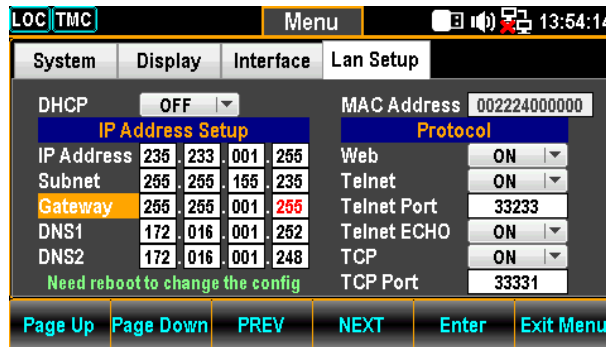 LOC TMC Menu 13:54:14
System Display Interface Lan Setup
DHCP OFF MAC Address 002224000000
IP Address Setup Protocol
IP Address 235 . 233 . 001 . 255 Web ON
Subnet 255 . 255 . 155 . 235 Telnet ON
Gateway 255 . 255 . 001 . 255 Telnet Port 33233
DNS1 172 . 016 . 001 . 252 Telnet ECHO ON
DNS2 172 . 016 . 001 . 248 TCP ON
Need reboot to change the config TCP Port 33331
Page Up Page Down PREV NEXT Enter Exit Menu